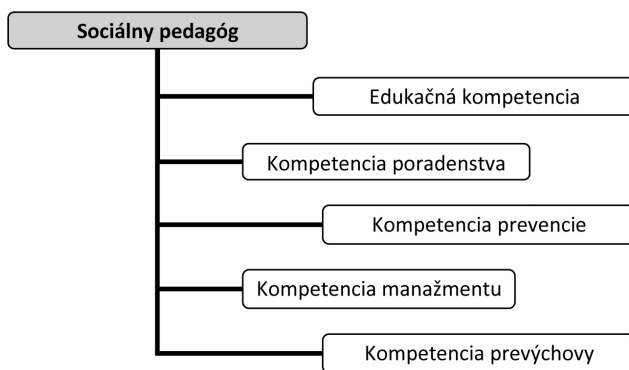 Sociálny pedagóg
Edukačná kompetencia
Kompetencia poradenstva
Kompetencia prevencie
Kompetencia manažmentu
Kompetencia prevýchovy